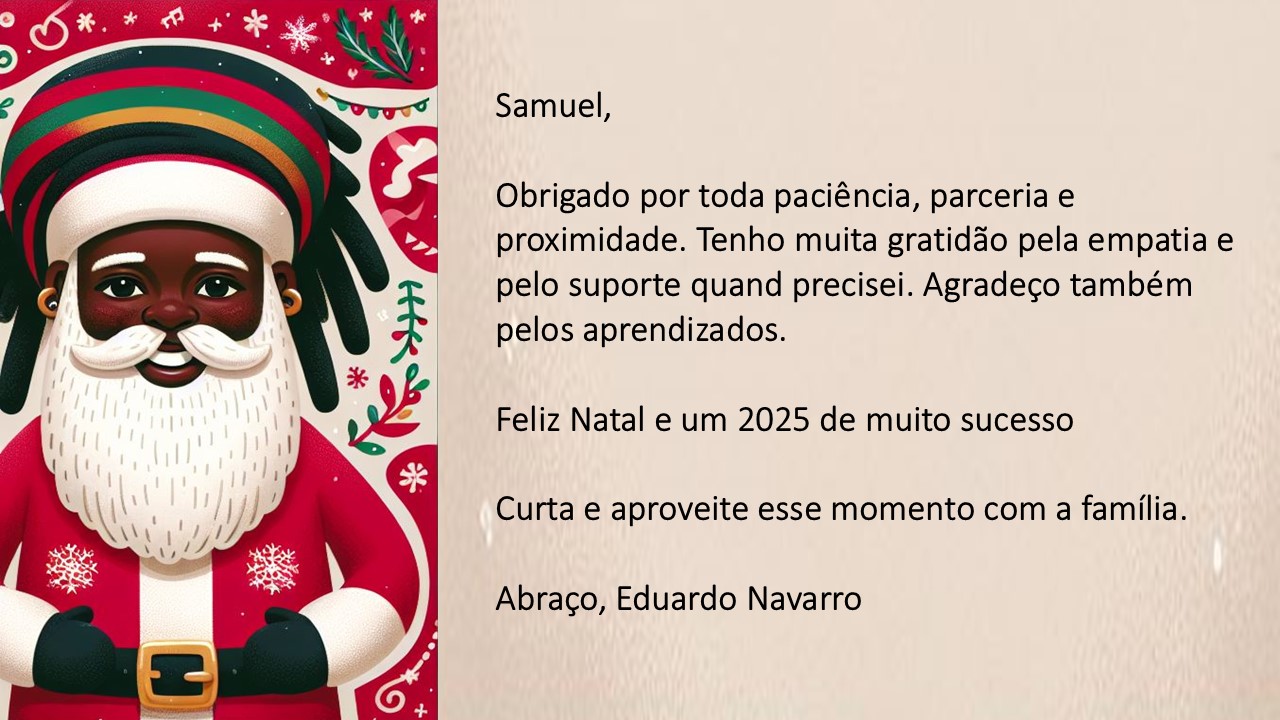 Samuel,
Obrigado por toda paciência, parceria e
proximidade. Tenho muita gratidão pela empatia e
pelo suporte quand precisei. Agradeço também
pelos aprendizados.
Feliz Natal e um 2025 de muito sucesso
Curta e aproveite esse momento com a família.
Abraço, Eduardo Navarro